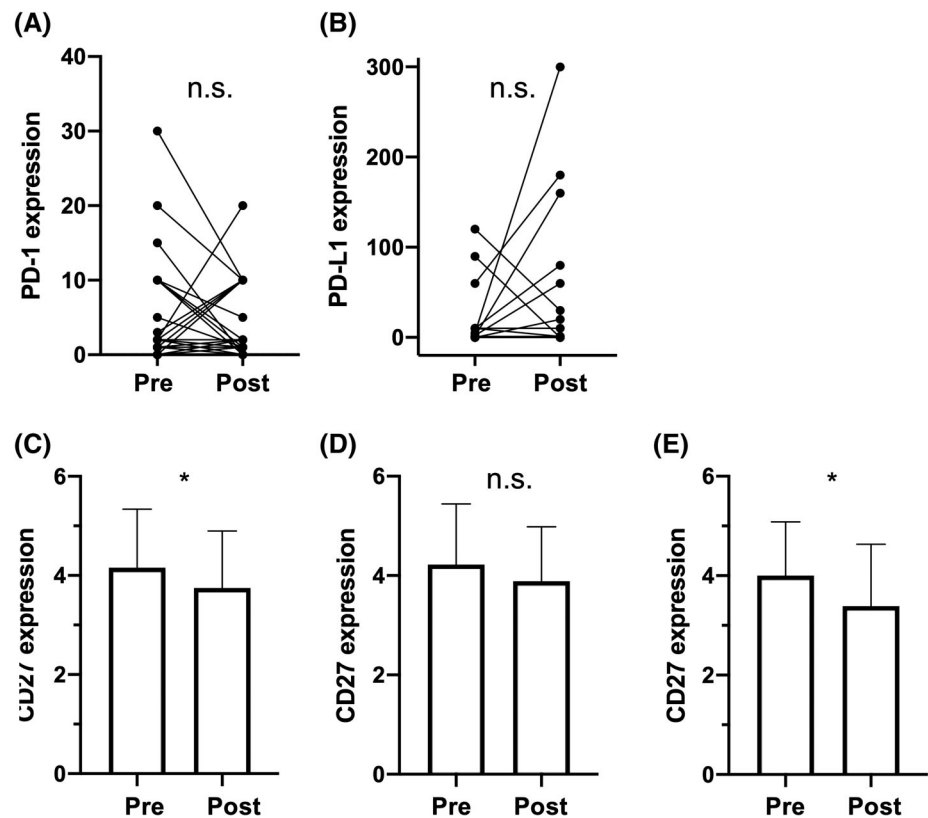 (A)
PD-1 expression
40
30
20
10
0
n.s.
Pre Post
(B)
PD-L1 expression
300
200
100
0
n.s.
Pre Post
(C)
CD27 expression
6
4
2
0
*
Pre Post
(D)
CD27 expression
6
4
2
0
n.s.
Pre Post
(E)
CD27 expression
6
4
2
0
*
Pre Post